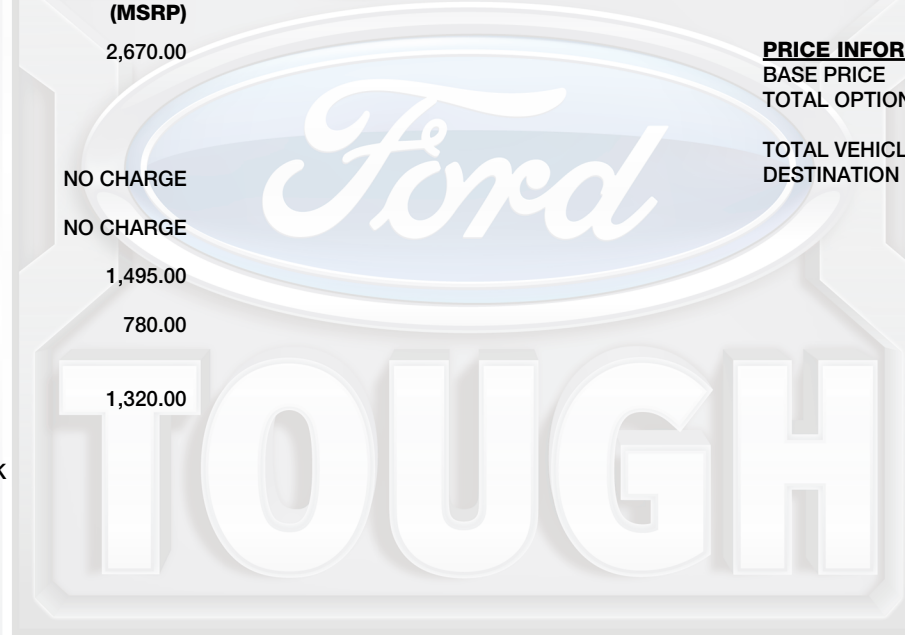 (MSRP)
2,670.00
NO CHARGE
NO CHARGE
1,495.00
780.00
1,320.00
K
PRICE INFOR
BASE PRICE
TOTAL OPTION
TOTAL VEHICL
DESTINATION
Ford
TOUGH